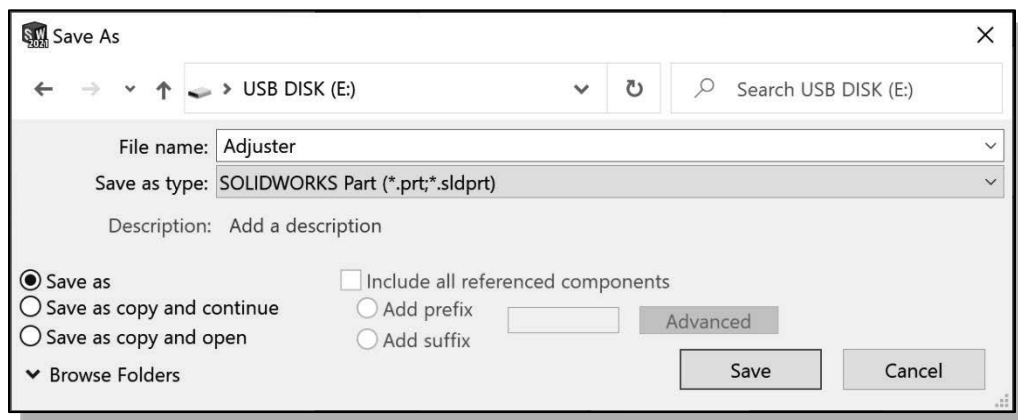 SW 2021 Save As
USB DISK (E:) Search USB DISK (E:)
File name: Adjuster
Save as type: SOLIDWORKS Part (*.prt;*.sldprt)
Description: Add a description
Save as Include all referenced components
Save as copy and continue Add prefix Advanced
Save as copy and open Add suffix
Browse Folders Save Cancel